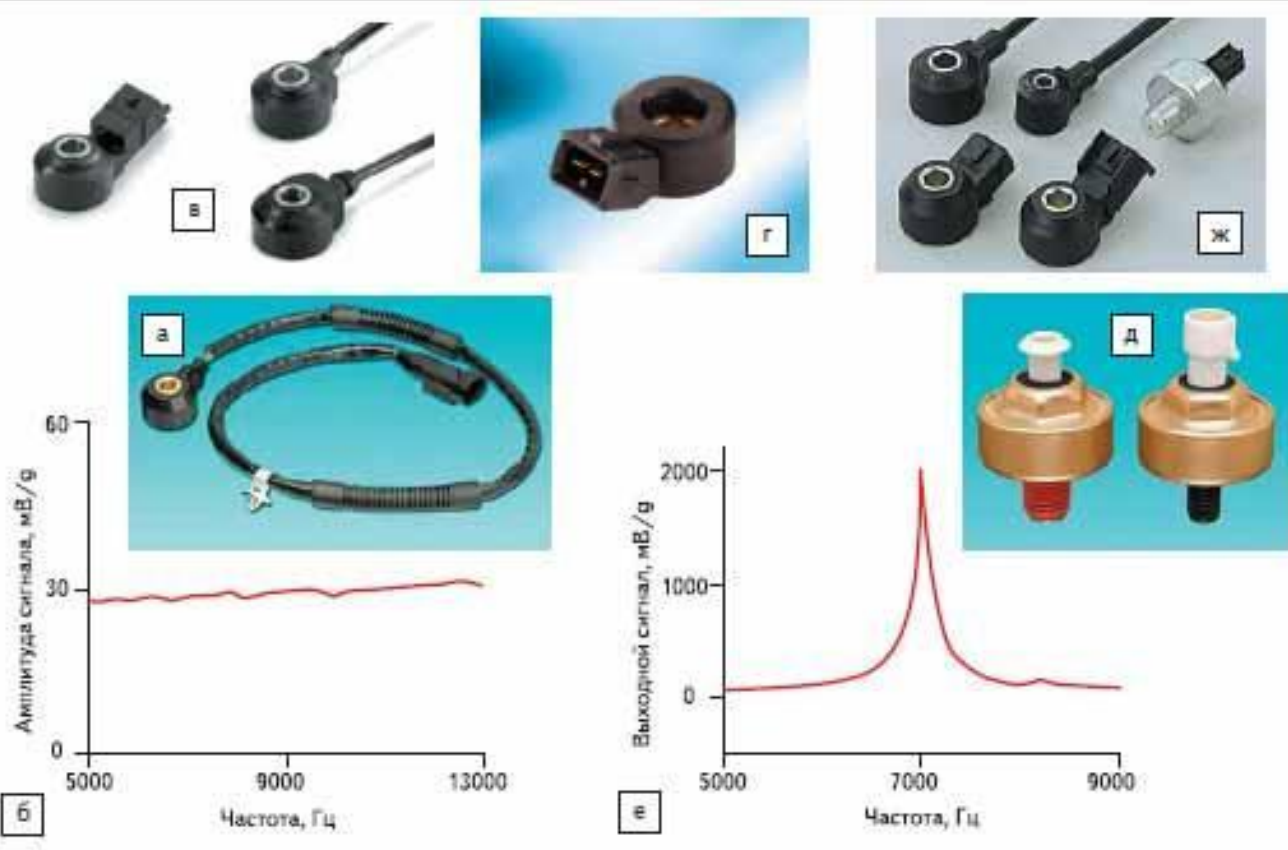 в
г
ж
а
д
60
30
0
Амплитуда сигнала, мВ/g
5000 9000 13000
Частота, Гц
б
2000
1000
0
Выходной сигнал, мВ/g
5000 7000 9000
Частота, Гц
е